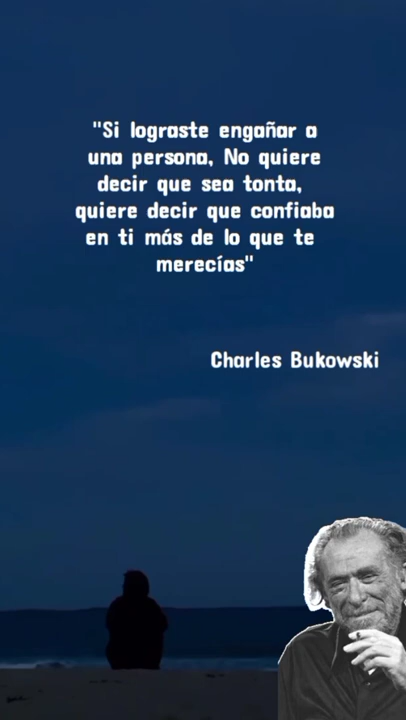 "Si lograste engañar a
una persona, No quiere
decir que sea tonta,
quiere decir que confiaba
en ti más de lo que te
merecías"
Charles Bukowski